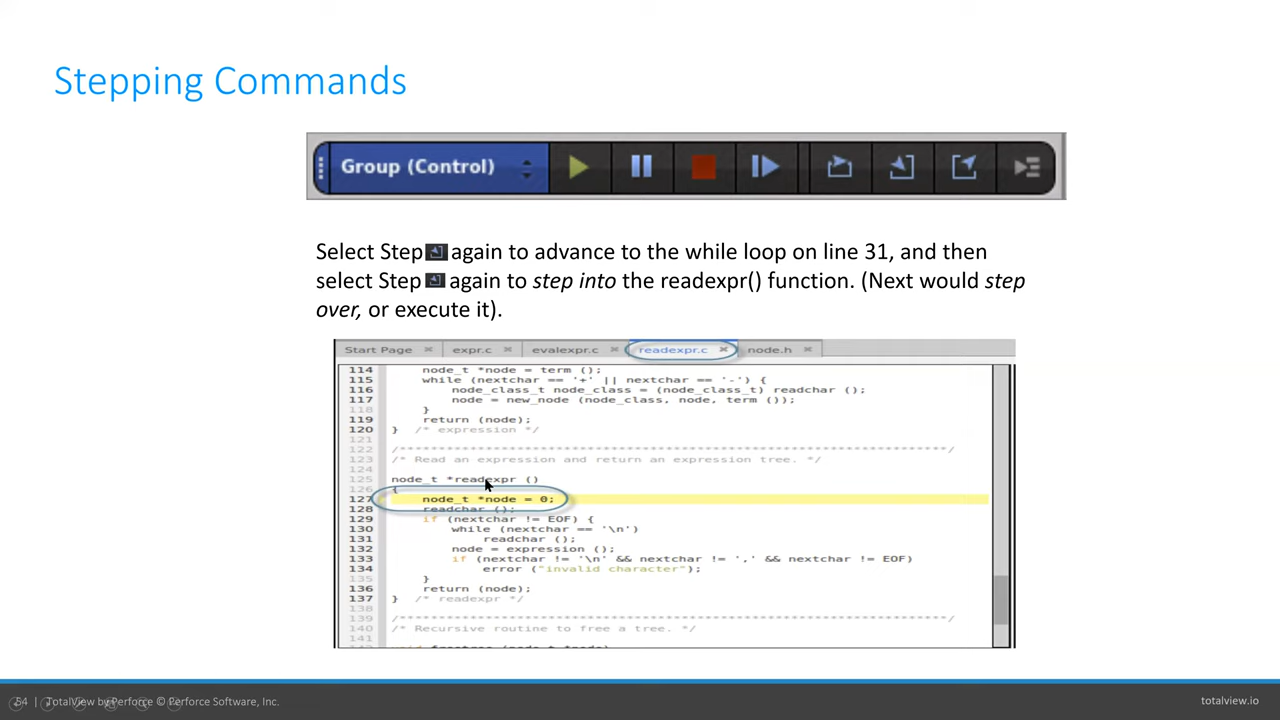 Stepping Commands
Group (Control)
Select Step again to advance to the while loop on line 31, and then
select Step again to step into the readexpr() function. (Next would step
over, or execute it).
Start Page expr.c evalexpr.c readexpr.c node.h
114 node_t *node = term ();
115 while (nextchar == '+' || nextchar == '-') {
116 node_class_t node_class = (node_class_t) readchar ();
117 node = new_node (node_class, node, term ());
118 }
119 return (node);
120 } /* expression */
121
122 /***********************************************************************/
123 /* Read an expression and return an expression tree. */
124
125 node_t *readexpr ()
126 {
127 node_t *node = 0;
128 readchar ();
129 if (nextchar != EOF) {
130 while (nextchar == '\n')
131 readchar ();
132 node = expression ();
133 if (nextchar != '\n' && nextchar != ',' && nextchar != EOF)
134 error ("invalid character");
135 }
136 return (node);
137 } /* readexpr */
138
139 /***********************************************************************/
140 /* Recursive routine to free a tree. */
141
54 | TotalView by Perforce © Perforce Software, Inc.
totalview.io